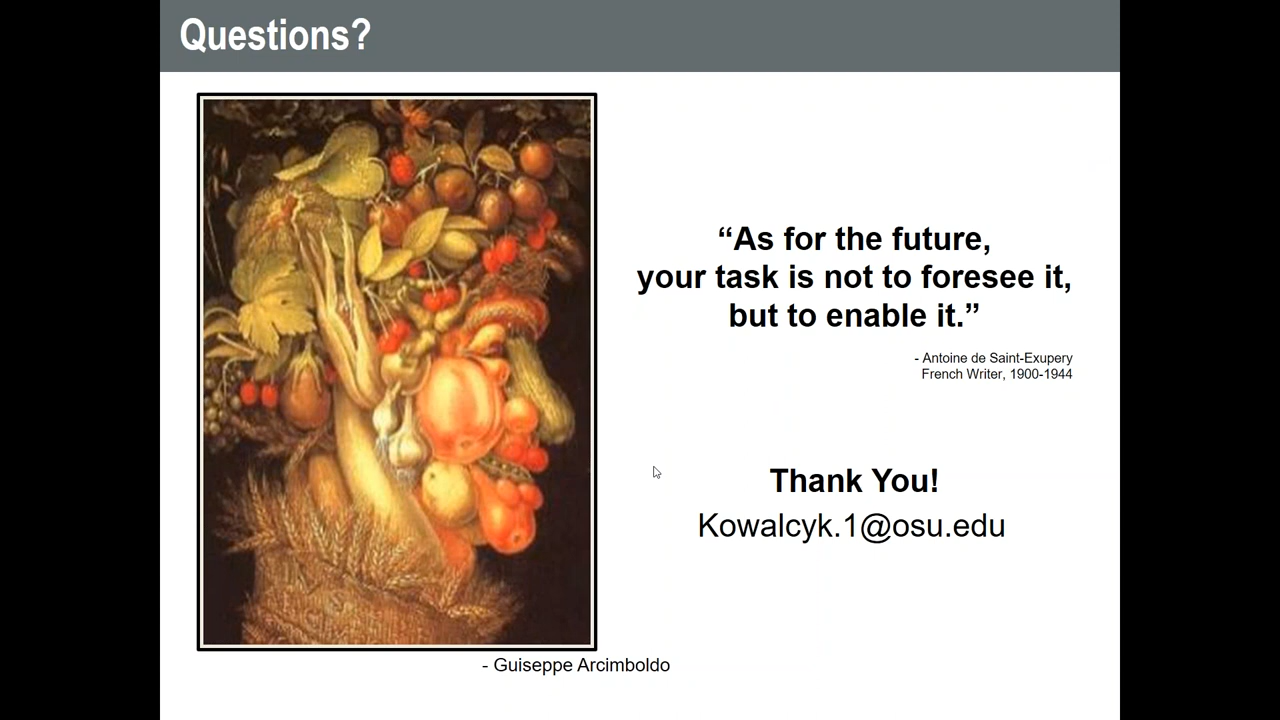 Questions?
“As for the future,
your task is not to foresee it,
but to enable it.”
- Antoine de Saint-Exupery
French Writer, 1900-1944
Thank You!
Kowalcyk.1@osu.edu
- Guiseppe Arcimboldo